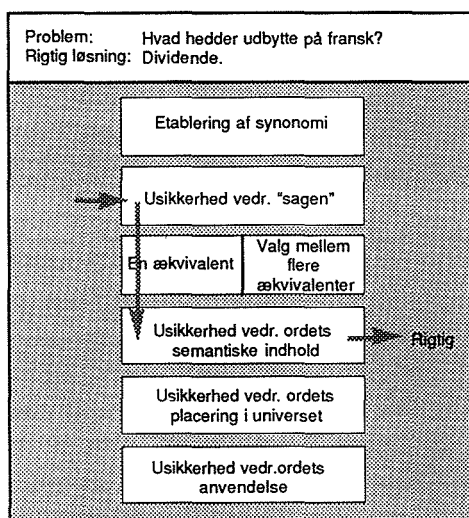 Problem: Hvad hedder udbytte på fransk?
Rigtig løsning: Dividende.
Etablering af synonomi
Usikkerhed vedr. "sagen"
En ækvivalent
Valg mellem
flere
ækvivalenter
Usikkerhed vedr. ordets
semantiske indhold
Rigtig
Usikkerhed vedr. ordets
placering i universet
Usikkerhed vedr.ordets
anvendelse